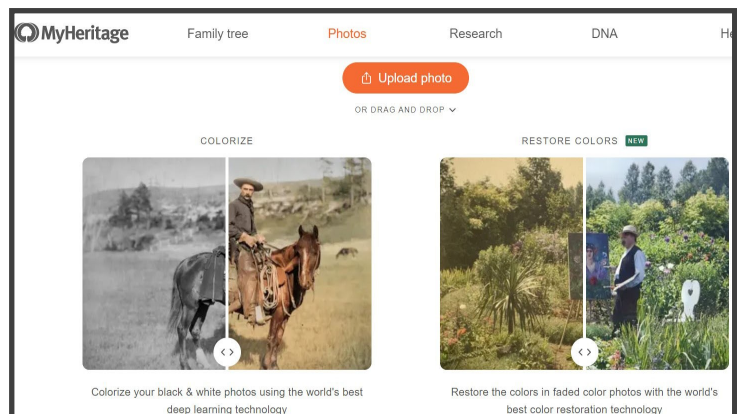 MyHeritage
Family tree
Photos
Research
DNA
Upload photo
OR DRAG AND DROP
COLORIZE
RESTORE COLORS NEW
Colorize your black & white photos using the world's best
deep learning technology
Restore the colors in faded color photos with the world's
best color restoration technology